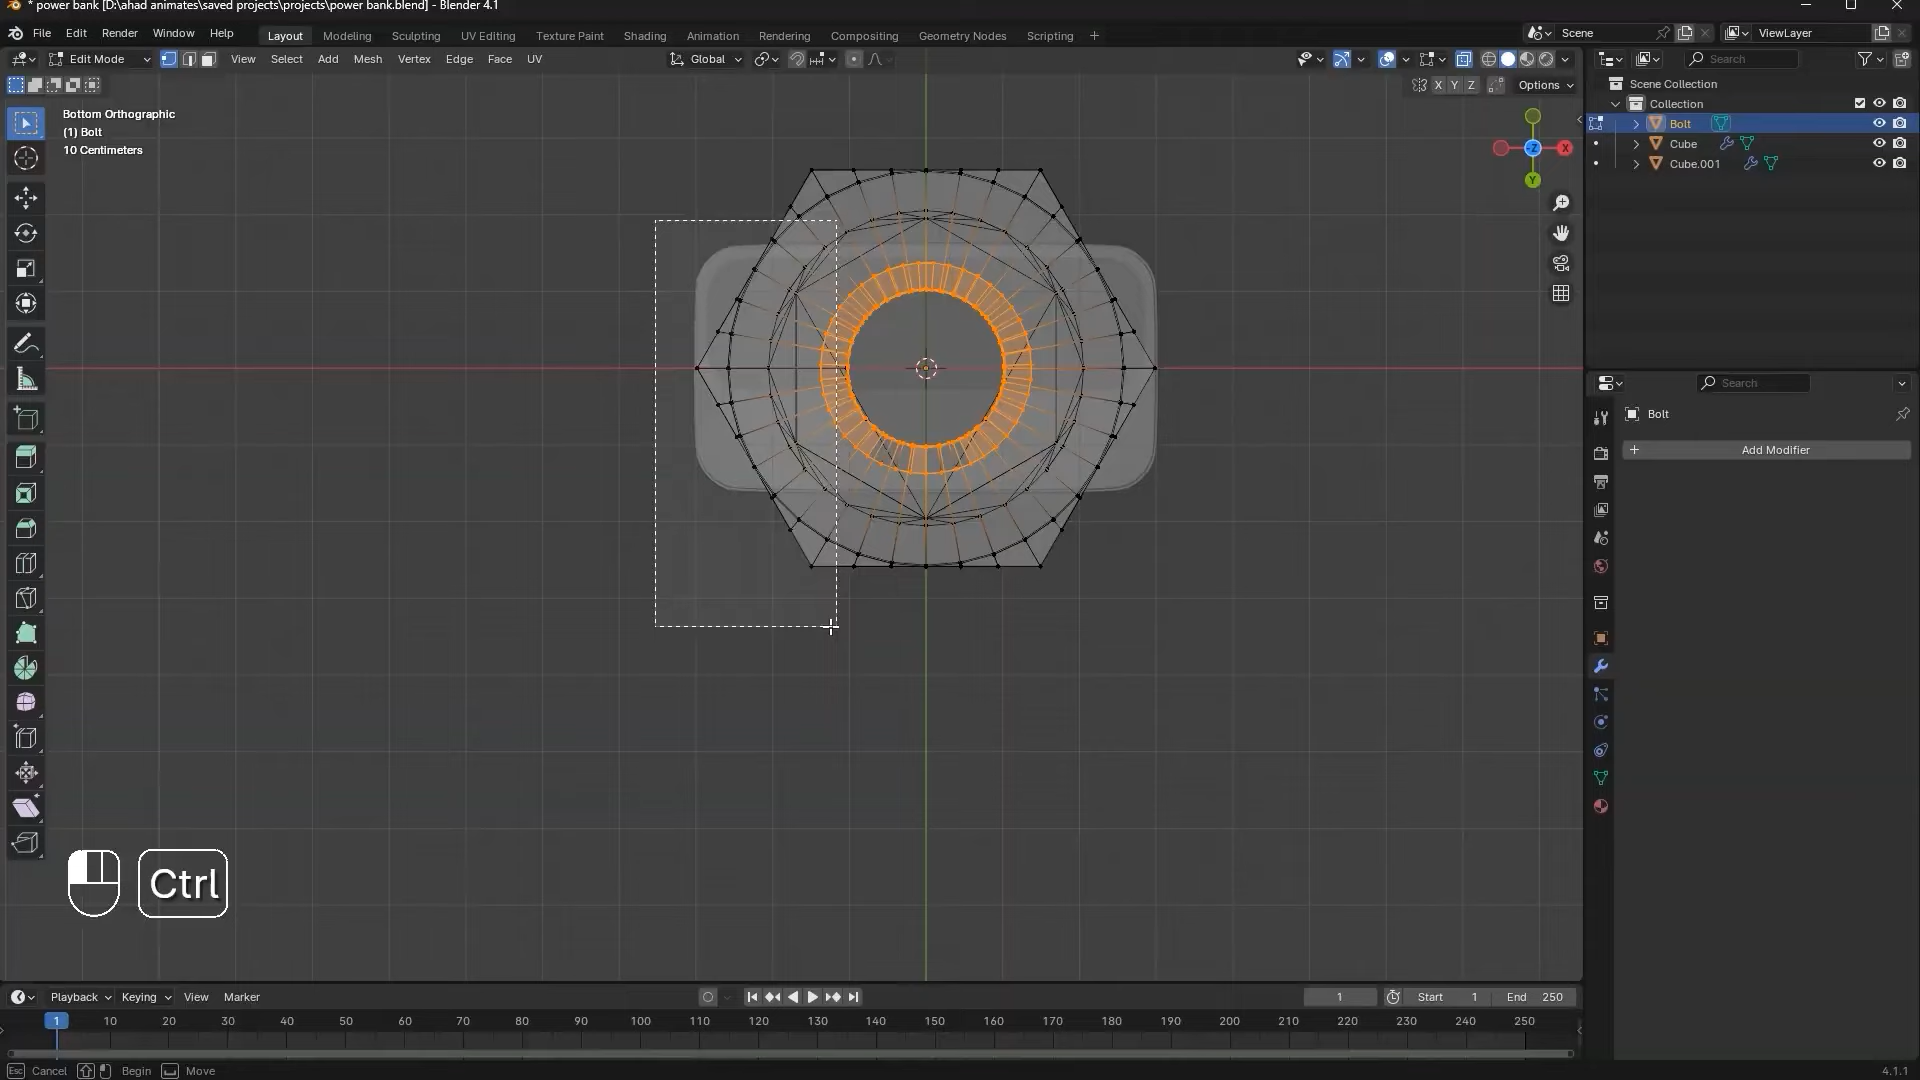 * power bank [D:\ahad animates\saved projects\projects\power bank.blend] - Blender 4.1
File Edit Render Window Help Layout Modeling Sculpting UV Editing Texture Paint Shading Animation Rendering Compositing Geometry Nodes Scripting + Scene ViewLayer
Edit Mode View Select Add Mesh Vertex Edge Face UV Global Search
X Y Z Options
Scene Collection
Collection
Bottom Orthographic
(1) Bolt
10 Centimeters
Bolt
Cube
Cube.001
-Z X
Y
Search
Bolt
+ Add Modifier
Ctrl
Playback Keying View Marker 1 Start 1 End 250
1 10 20 30 40 50 60 70 80 90 100 110 120 130 140 150 160 170 180 190 200 210 220 230 240 250
Esc Cancel Begin Move 4.1.1